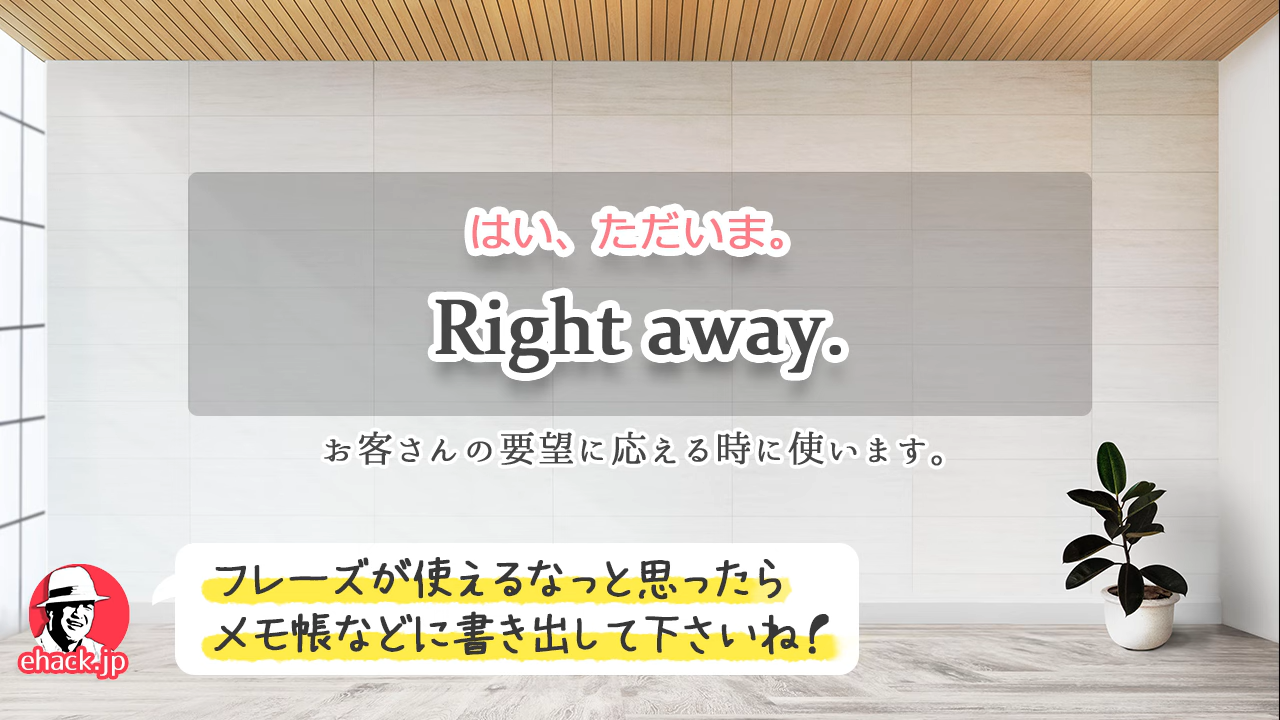 はい、ただいま。
Right away.
お客さんの要望に応える時に使います。
フレーズが使えるなっと思ったら
メモ帳などに書き出して下さいね！
ehack.jp